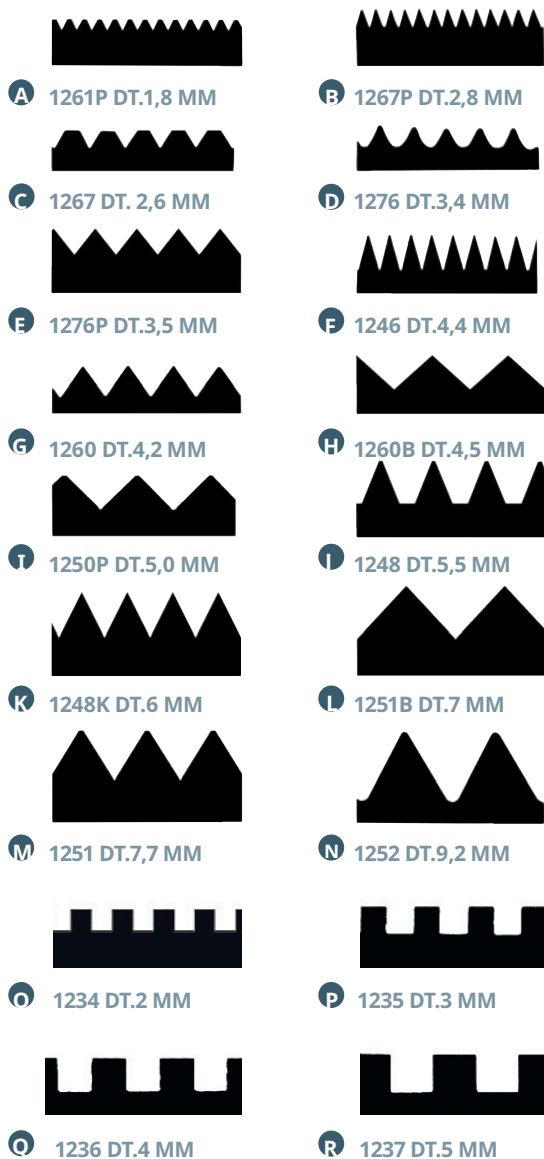 A 1261P DT.1,8 MM
B 1267P DT.2,8 MM
C 1267 DT. 2,6 MM
D 1276 DT.3,4 MM
E 1276P DT.3,5 MM
F 1246 DT.4,4 MM
G 1260 DT.4,2 MM
H 1260B DT.4,5 MM
I 1250P DT.5,0 MM
J 1248 DT.5,5 MM
K 1248K DT.6 MM
L 1251B DT.7 MM
M 1251 DT.7,7 MM
N 1252 DT.9,2 MM
O 1234 DT.2 MM
P 1235 DT.3 MM
Q 1236 DT.4 MM
R 1237 DT.5 MM